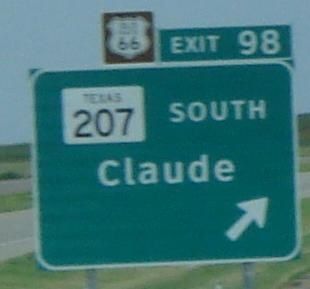 66
EXIT 98
TEXAS
207 SOUTH
Claude